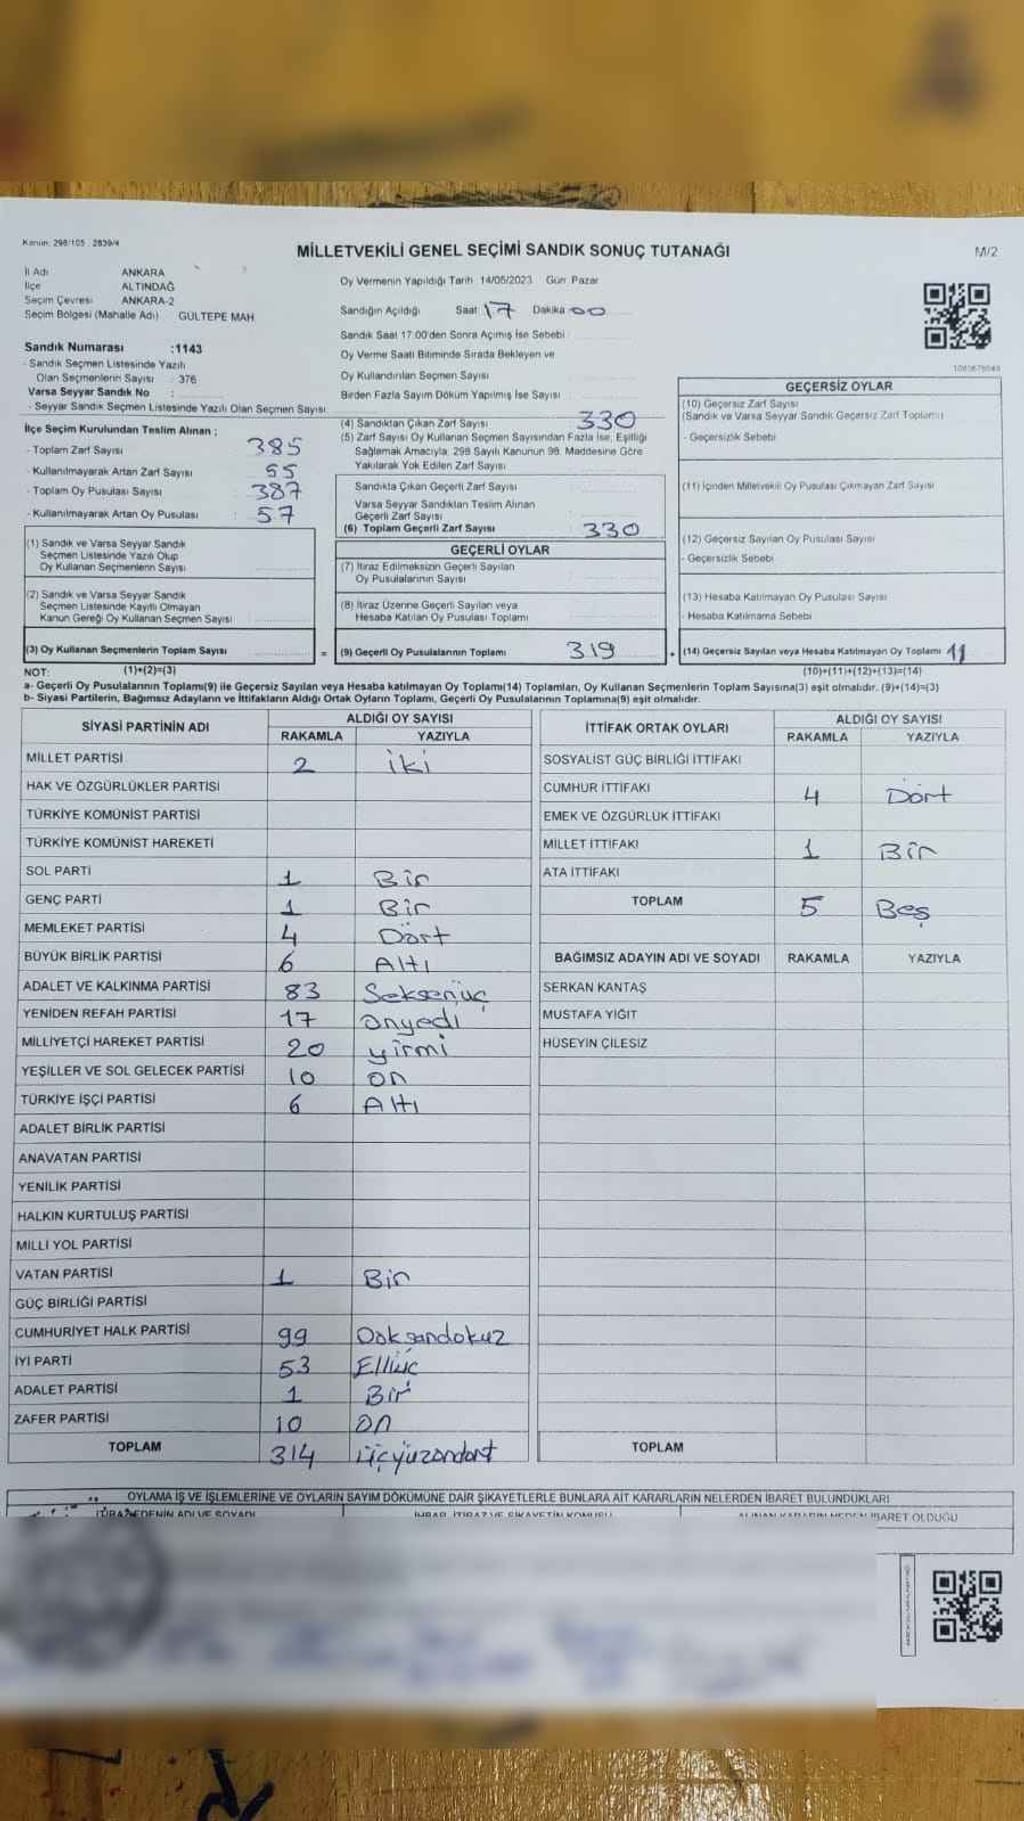 Kanun: 298/105 2839/4
MİLLETVEKİLİ GENEL SEÇİMİ SANDIK SONUÇ TUTANAĞI
M/2
İl Adı ANKARA
İlçe ALTINDAĞ
Seçim Çevresi ANKARA-2
Seçim Bölgesi (Mahalle Adı) GÜLTEPE MAH
Sandık Numarası :1143
- Sandık Seçmen Listesinde Yazılı
Olan Seçmenlerin Sayısı : 376
Varsa Seyyar Sandık No :
- Seyyar Sandık Seçmen Listesinde Yazılı Olan Seçmen Sayısı
İlçe Seçim Kurulundan Teslim Alınan ;
- Toplam Zarf Sayısı 385
- Kullanılmayarak Artan Zarf Sayısı 55
- Toplam Oy Pusulası Sayısı 387
- Kullanılmayarak Artan Oy Pusulası : 57
(1) Sandık ve Varsa Seyyar Sandık
Seçmen Listesinde Yazılı Olup
Oy Kullanan Seçmenlerin Sayısı
(2) Sandık ve Varsa Seyyar Sandık
Seçmen Listesinde Kayıtlı Olmayan
Kanun Gereği Oy Kullanan Seçmen Sayısı
(3) Oy Kullanan Seçmenlerin Toplam Sayısı =
Oy Vermenin Yapıldığı Tarih 14/05/2023 Gün Pazar
Sandığın Açıldığı Saat 17 Dakika 00
Sandık Saat 17:00'den Sonra Açımış İse Sebebi
Oy Verme Saati Bitiminde Sırada Bekleyen ve
Oy Kullandırılan Seçmen Sayısı
Birden Fazla Sayım Döküm Yapılmış İse Sayısı
(4) Sandıktan Çıkan Zarf Sayısı 330
(5) Zarf Sayısı Oy Kullanan Seçmen Sayısından Fazla İse, Eşitliği
Sağlamak Amacıyla, 298 Sayılı Kanunun 98. Maddesine Göre
Yakılarak Yok Edilen Zarf Sayısı
Sandıkta Çıkan Geçerli Zarf Sayısı
Varsa Seyyar Sandıktan Teslim Alınan
Geçerli Zarf Sayısı
(6) Toplam Geçerli Zarf Sayısı 330
GEÇERLİ OYLAR
(7) İtiraz Edilmeksizin Geçerli Sayılan
Oy Pusulalarının Sayısı
(8) İtiraz Üzerine Geçerli Sayılan veya
Hesaba Katılan Oy Pusulası Toplamı
(9) Geçerli Oy Pusulalarının Toplamı 319 +
GEÇERSİZ OYLAR
(10) Geçersiz Zarf Sayısı
(Sandık ve Varsa Seyyar Sandık Geçersiz Zarf Toplamı)
- Geçersizlik Sebebi
(11) İçinden Milletvekili Oy Pusulası Çıkmayan Zarf Sayısı
(12) Geçersiz Sayılan Oy Pusulası Sayısı
- Geçersizlik Sebebi
(13) Hesaba Katılmayan Oy Pusulası Sayısı
- Hesaba Katılmama Sebebi
(14) Geçersiz Sayılan veya Hesaba Katılmayan Oy Toplamı 11
NOT: (1)+(2)=(3)
(10)+(11)+(12)+(13)=(14)
a- Geçerli Oy Pusulalarının Toplamı(9) ile Geçersiz Sayılan veya Hesaba katılmayan Oy Toplamı(14) Toplamları, Oy Kullanan Seçmenlerin Toplam Sayısına(3) eşit olmalıdır. (9)+(14)=(3)
b- Siyasi Partilerin, Bağımsız Adayların ve İttifakların Aldığı Ortak Oyların Toplamı, Geçerli Oy Pusulalarının Toplamına(9) eşit olmalıdır.
SİYASİ PARTİNİN ADI ALDIĞI OY SAYISI
RAKAMLA YAZIYLA
MİLLET PARTİSİ 2 iki
HAK VE ÖZGÜRLÜKLER PARTİSİ
TÜRKİYE KOMÜNİST PARTİSİ
TÜRKİYE KOMÜNİST HAREKETİ
SOL PARTİ 1 Bir
GENÇ PARTİ 1 Bir
MEMLEKET PARTİSİ 4 Dört
BÜYÜK BİRLİK PARTİSİ 6 Altı
ADALET VE KALKINMA PARTİSİ 83 Seksenüç
YENİDEN REFAH PARTİSİ 17 onyedi
MİLLİYETÇİ HAREKET PARTİSİ 20 yirmi
YEŞİLLER VE SOL GELECEK PARTİSİ 10 on
TÜRKİYE İŞÇİ PARTİSİ 6 Altı
ADALET BİRLİK PARTİSİ
ANAVATAN PARTİSİ
YENİLİK PARTİSİ
HALKIN KURTULUŞ PARTİSİ
MİLLİ YOL PARTİSİ
VATAN PARTİSİ 1 Bir
GÜÇ BİRLİĞİ PARTİSİ
CUMHURİYET HALK PARTİSİ 99 Doksandokuz
İYİ PARTİ 53 Elliüç
ADALET PARTİSİ 1 Bir
ZAFER PARTİSİ 10 on
TOPLAM 314 üçyüzondört
İTTİFAK ORTAK OYLARI ALDIĞI OY SAYISI
RAKAMLA YAZIYLA
SOSYALİST GÜÇ BİRLİĞİ İTTİFAKI
CUMHUR İTTİFAKI 4 Dört
EMEK VE ÖZGÜRLÜK İTTİFAKI
MİLLET İTTİFAKI 1 Bir
ATA İTTİFAKI
TOPLAM 5 Beş
BAĞIMSIZ ADAYIN ADI VE SOYADI RAKAMLA YAZIYLA
SERKAN KANTAŞ
MUSTAFA YİĞİT
HÜSEYİN ÇİLESİZ
TOPLAM
OYLAMA İŞ VE İŞLEMLERİNE VE OYLARIN SAYIM DÖKÜMÜNE DAİR ŞİKAYETLERLE BUNLARA AİT KARARLARIN NELERDEN İBARET BULUNDUKLARI
İTİRAZ EDENİN ADI VE SOYADI
İHBAR, İTİRAZ VE ŞİKAYETİN KONUSU
ALINAN KARARIN NEDEN İBARET OLDUĞU